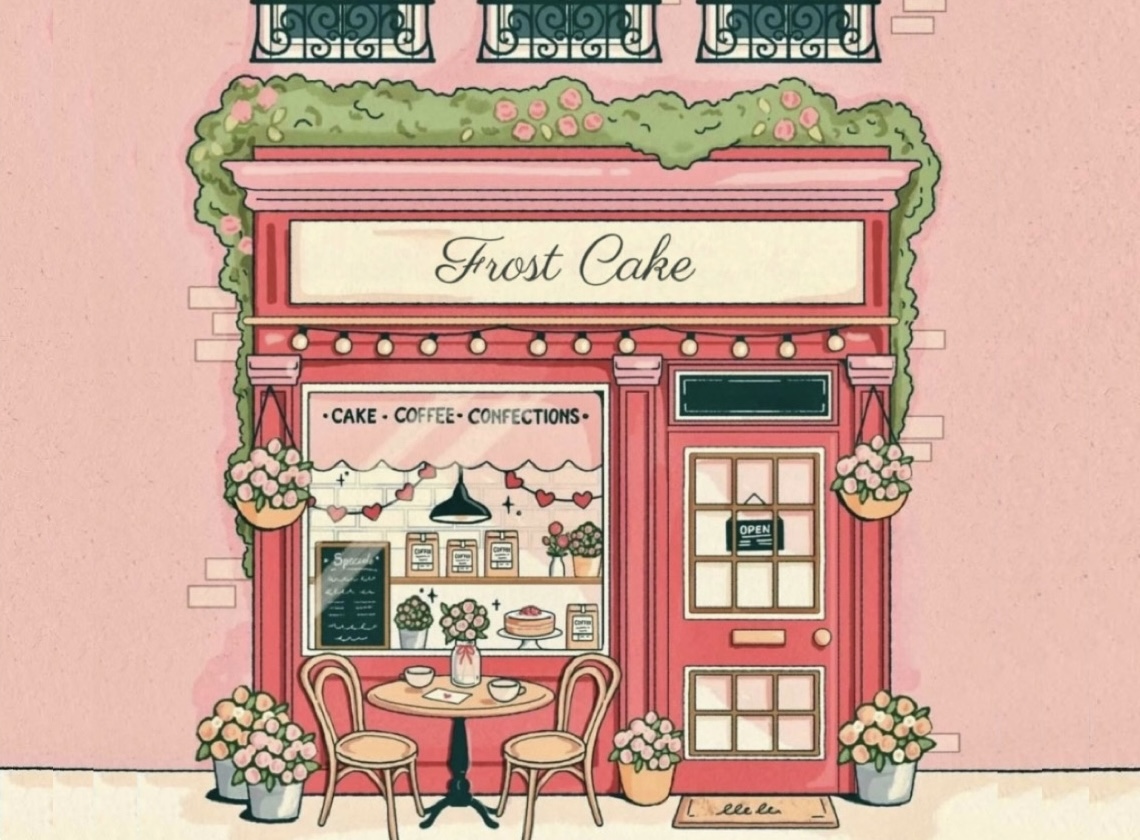 Frost Cake
·CAKE · COFFEE · CONFECTIONS·
OPEN
Specials
COFFEE
COFFEE
COFFEE
COFFEE